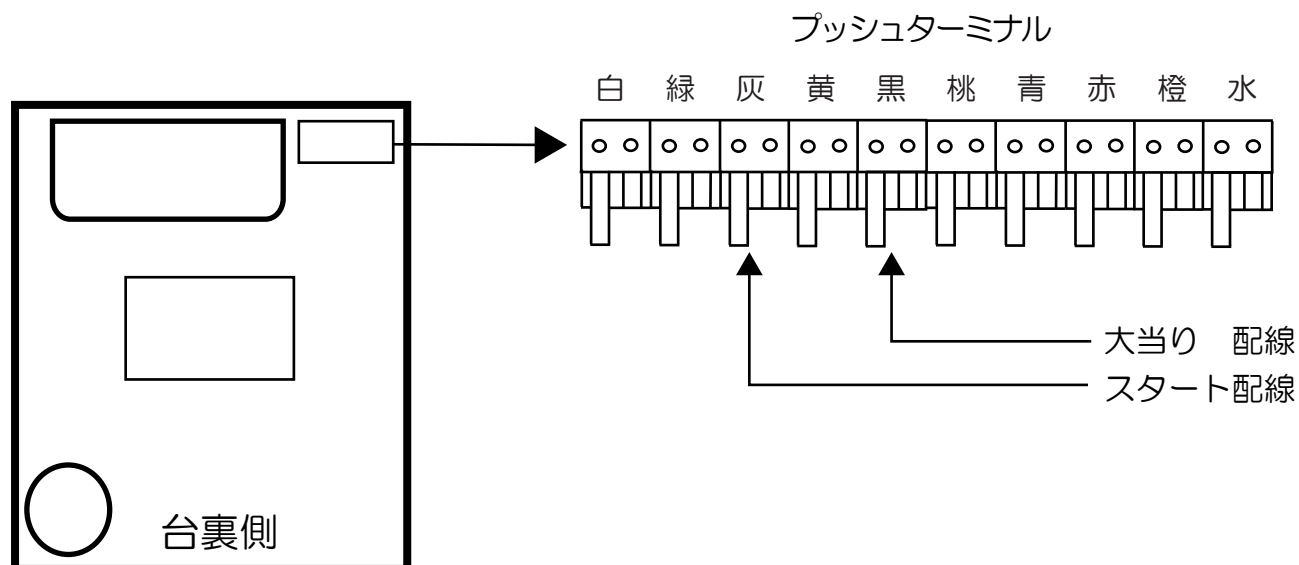 プッシュターミナル
白 緑 灰 黄 黒 桃 青 赤 橙 水
大当り　配線
スタート配線
台裏側